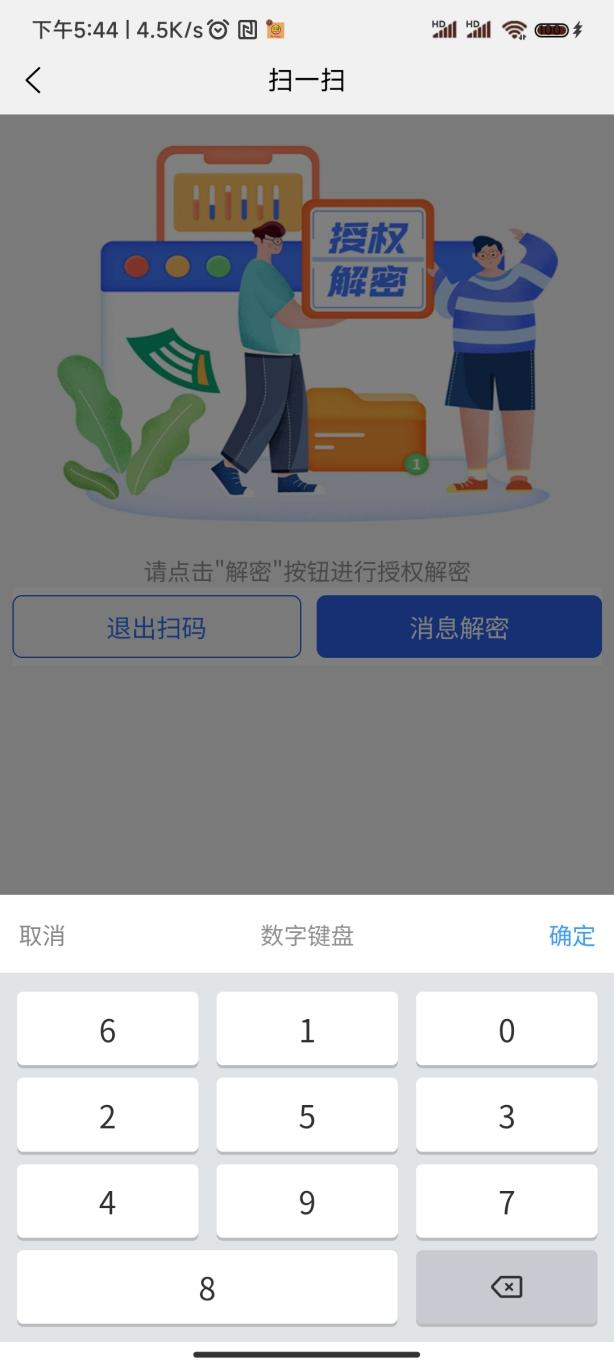 下午5:44 | 4.5K/s
HD HD 100
扫一扫
授权
解密
1
请点击"解密"按钮进行授权解密
退出扫码 消息解密
取消 数字键盘 确定
6 1 0
2 5 3
4 9 7
8